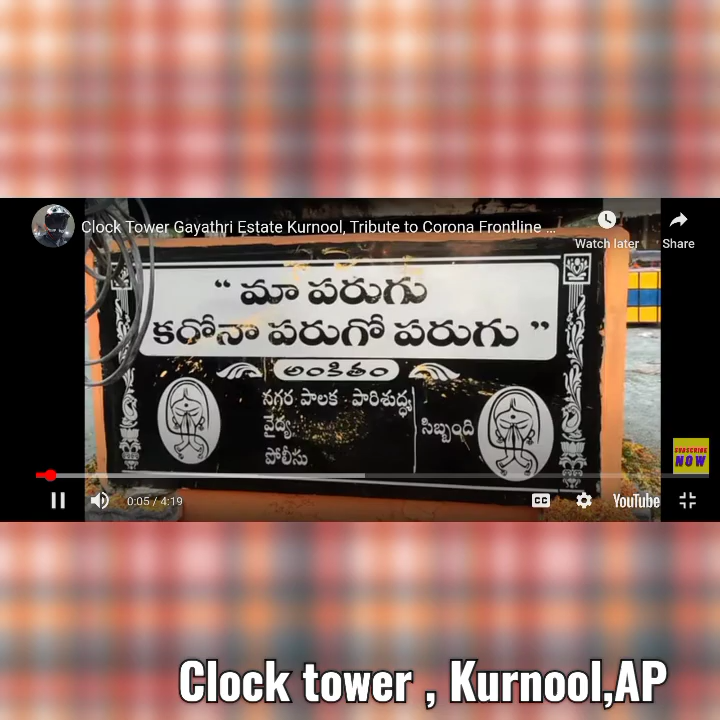 Clock Tower Gayathri Estate Kurnool, Tribute to Corona Frontline ...
Watch later
Share
“ మా పరుగు
కరోనా పరుగో పరుగు ”
అంకితం
నగర పాలక పారిశుద్ధ్య
వైద్య
సిబ్బంది
పోలీసు
SUBSCRIBE
NOW
0:05 / 4:19
CC
YouTube
Clock tower , Kurnool,AP